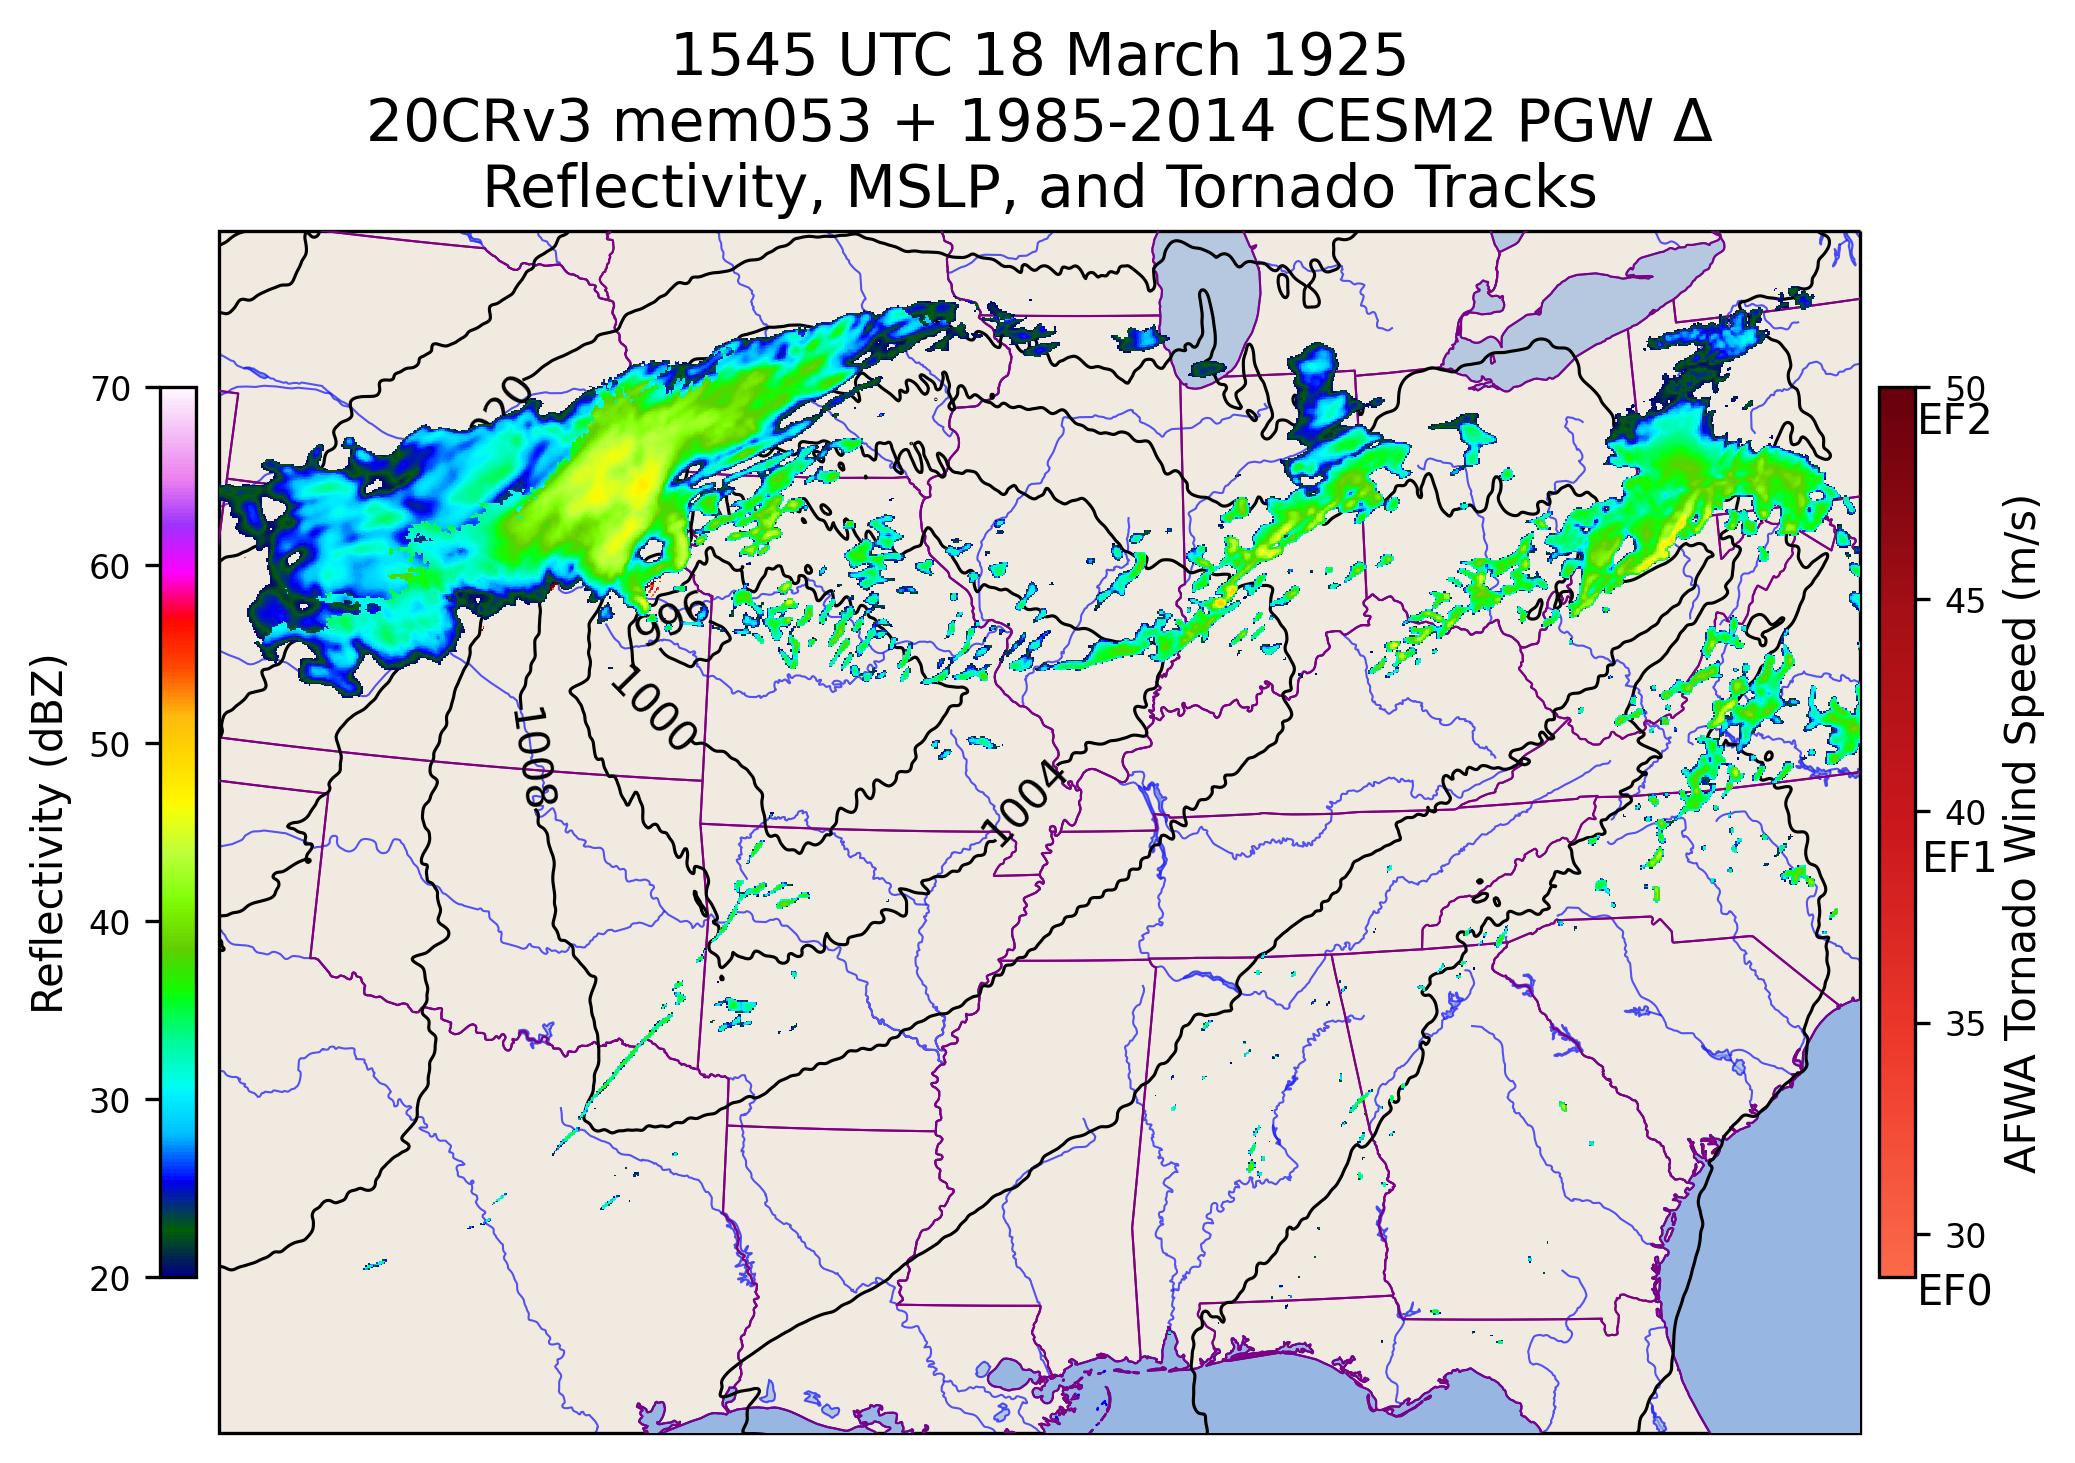 1545 UTC 18 March 1925
20CRv3 mem053 + 1985-2014 CESM2 PGW Δ
Reflectivity, MSLP, and Tornado Tracks
Reflectivity (dBZ)
70
60
50
40
30
20
996
1000
1008
1004
50
EF2
45
40
EF1
35
30
EF0
AFWA Tornado Wind Speed (m/s)